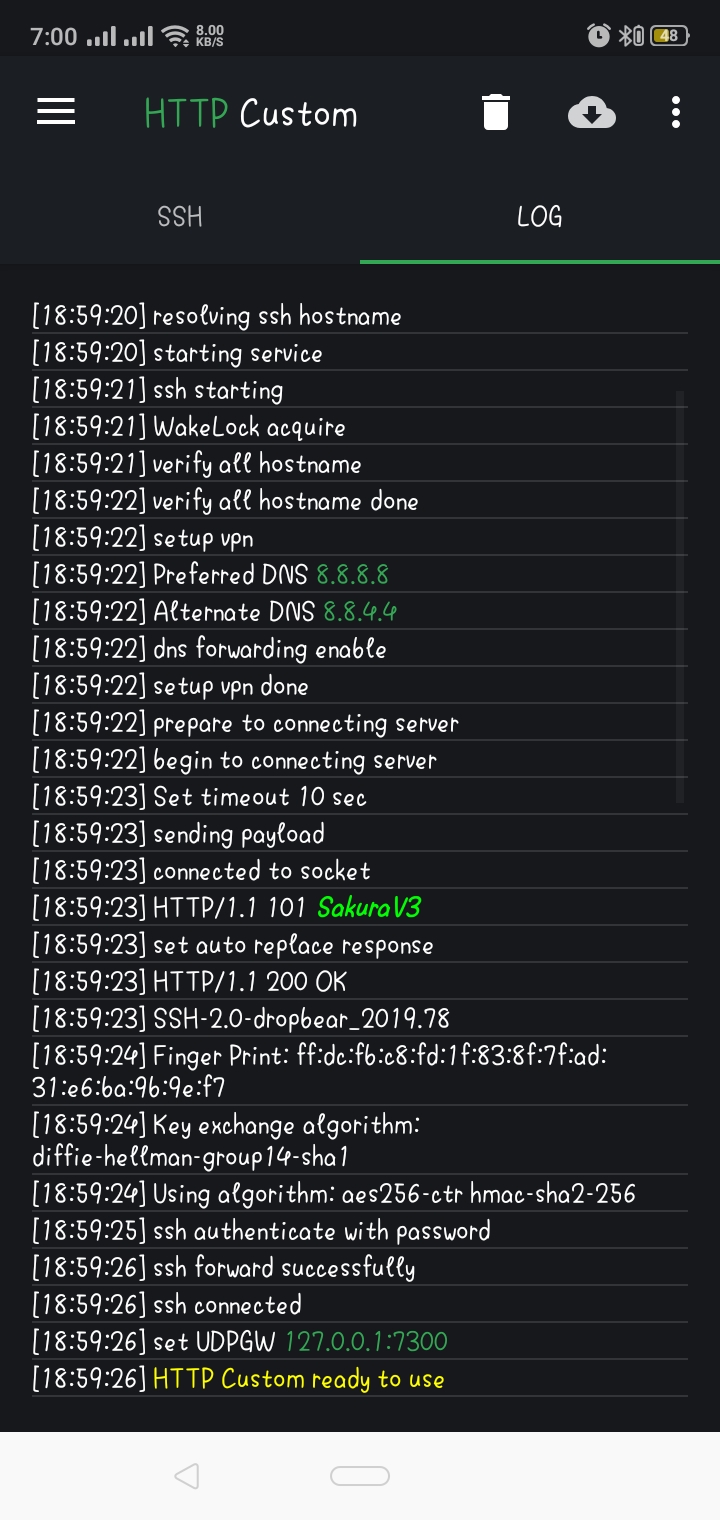 7:00 8.00 KB/S 48
HTTP Custom
SSH LOG
[18:59:20] resolving ssh hostname
[18:59:20] starting service
[18:59:21] ssh starting
[18:59:21] WakeLock acquire
[18:59:21] verify all hostname
[18:59:22] verify all hostname done
[18:59:22] setup vpn
[18:59:22] Preferred DNS 8.8.8.8
[18:59:22] Alternate DNS 8.8.4.4
[18:59:22] dns forwarding enable
[18:59:22] setup vpn done
[18:59:22] prepare to connecting server
[18:59:22] begin to connecting server
[18:59:23] Set timeout 10 sec
[18:59:23] sending payload
[18:59:23] connected to socket
[18:59:23] HTTP/1.1 101 SakuraV3
[18:59:23] set auto replace response
[18:59:23] HTTP/1.1 200 OK
[18:59:23] SSH-2.0-dropbear_2019.78
[18:59:24] Finger Print: ff:dc:fb:c8:fd:1f:83:8f:7f:ad:
31:e6:ba:9b:9e:f7
[18:59:24] Key exchange algorithm:
diffie-hellman-group14-sha1
[18:59:24] Using algorithm: aes256-ctr hmac-sha2-256
[18:59:25] ssh authenticate with password
[18:59:26] ssh forward successfully
[18:59:26] ssh connected
[18:59:26] set UDPGW 127.0.0.1:7300
[18:59:26] HTTP Custom ready to use